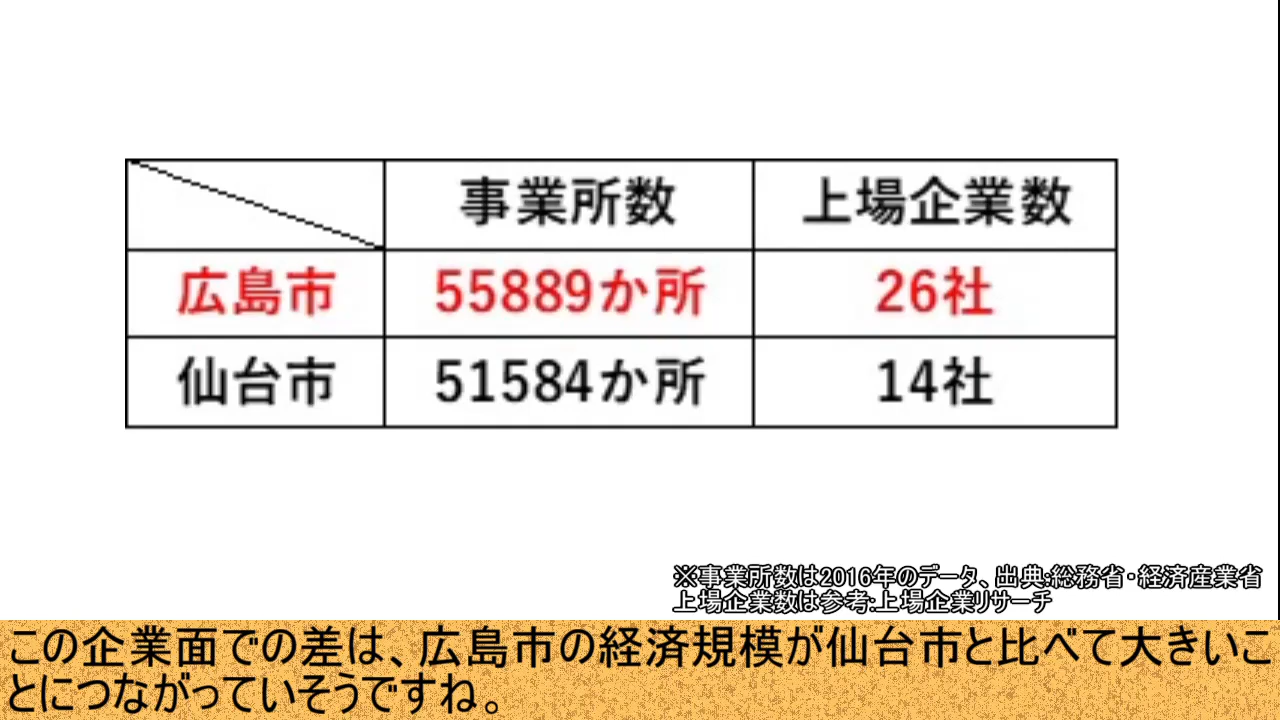 事業所数 上場企業数
広島市 55889か所 26社
仙台市 51584か所 14社
※事業所数は2016年のデータ、出典:総務省・経済産業省
上場企業数は参考:上場企業リサーチ
この企業面での差は、広島市の経済規模が仙台市と比べて大きいこ
とにつながっていそうですね。